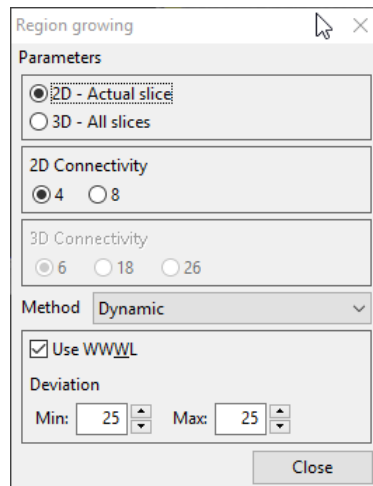 Region growing
Parameters
2D - Actual slice
3D - All slices
2D Connectivity
4 8
3D Connectivity
6 18 26
Method Dynamic
Use WWWL
Deviation
Min: 25 Max: 25
Close